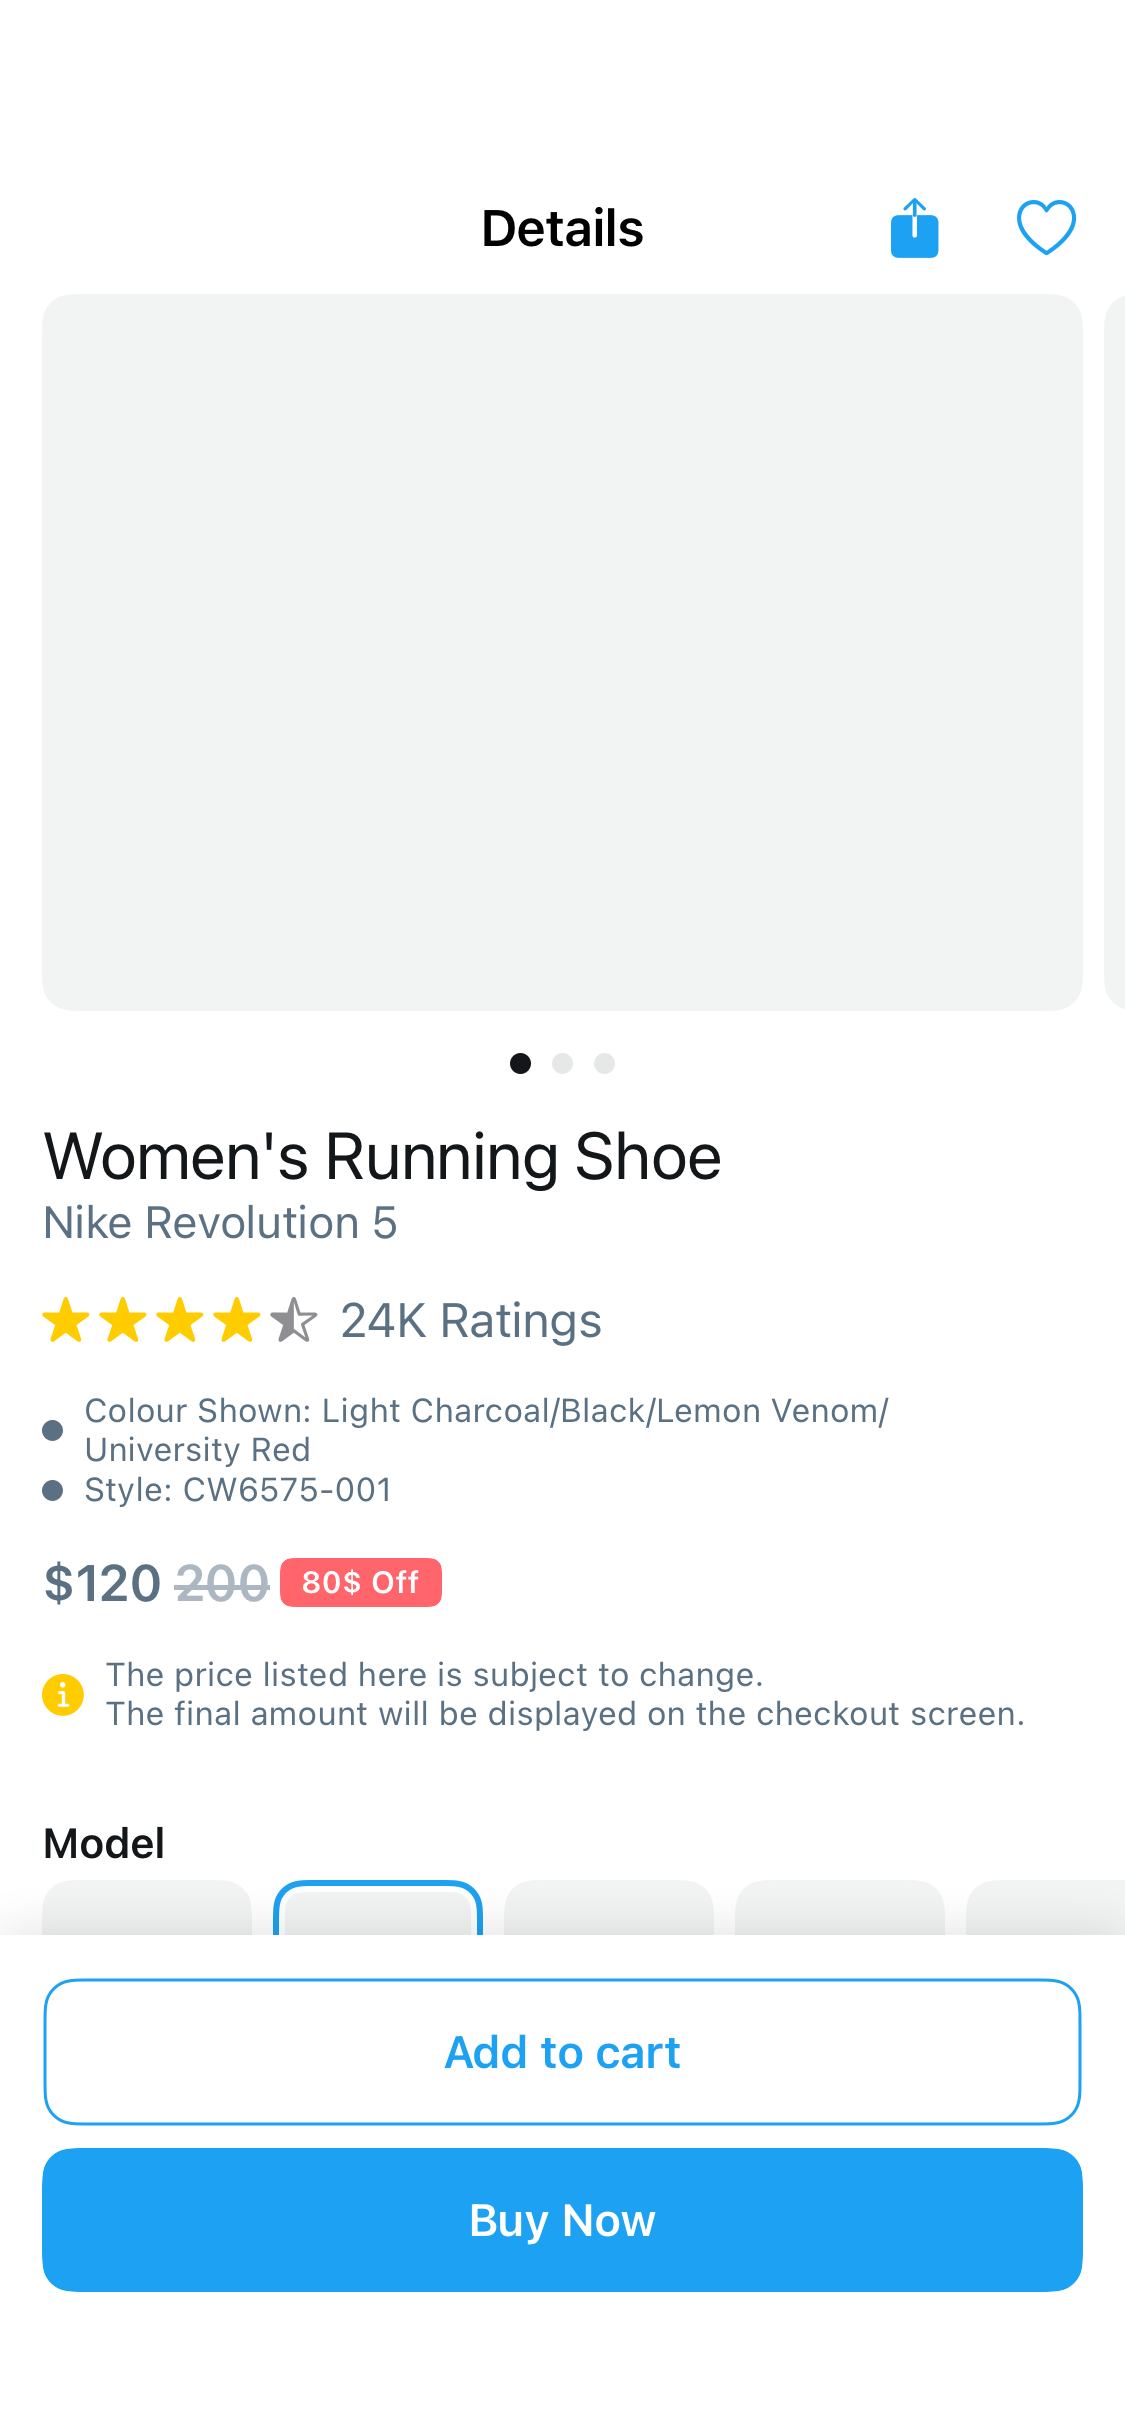 Details
Women's Running Shoe
Nike Revolution 5
24K Ratings
Colour Shown: Light Charcoal/Black/Lemon Venom/
University Red
Style: CW6575-001
$120 200 80$ Off
The price listed here is subject to change.
The final amount will be displayed on the checkout screen.
Model
Add to cart
Buy Now